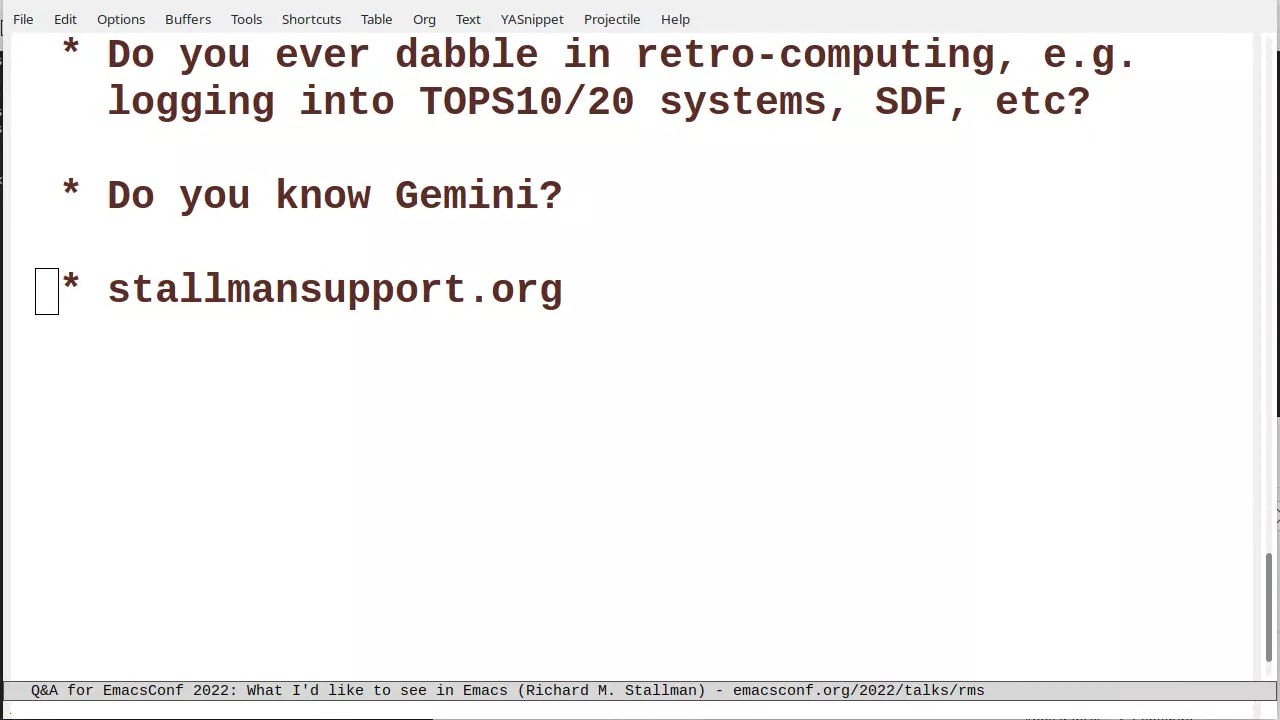 File Edit Options Buffers Tools Shortcuts Table Org Text YASnippet Projectile Help
* Do you ever dabble in retro-computing, e.g.
logging into TOPS10/20 systems, SDF, etc?
* Do you know Gemini?
* stallmansupport.org
Q&A for EmacsConf 2022: What I'd like to see in Emacs (Richard M. Stallman) - emacsconf.org/2022/talks/rms